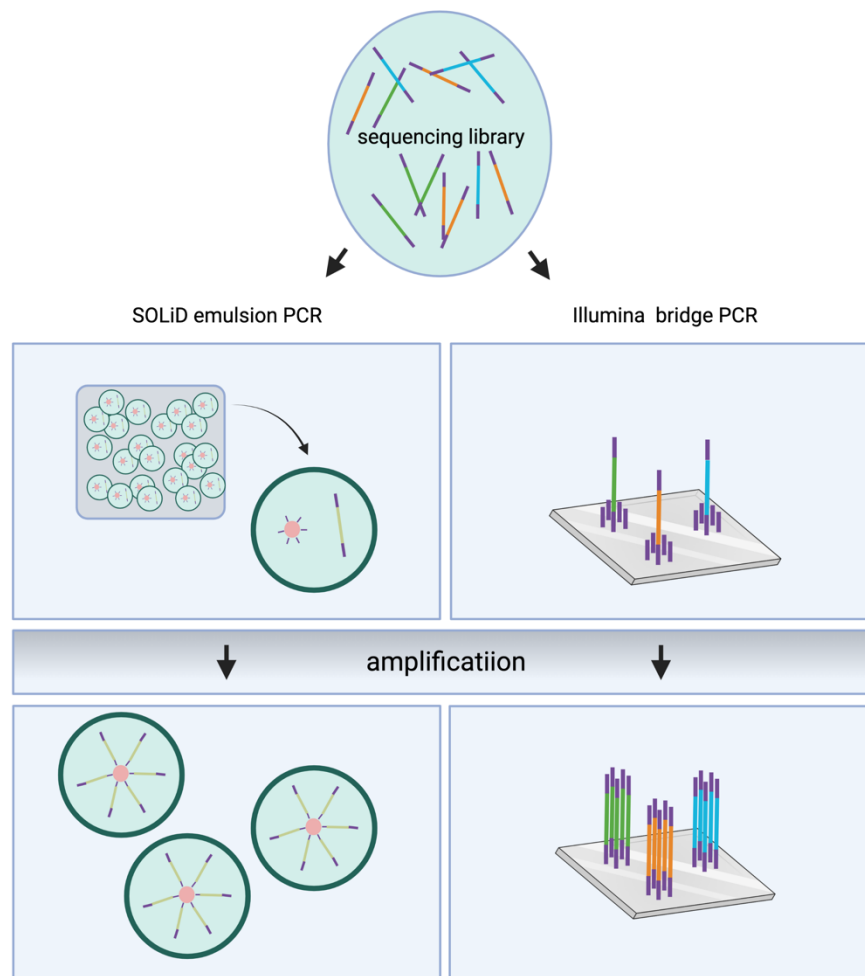 sequencing library
SOLiD emulsion PCR
Illumina bridge PCR
amplificatiion